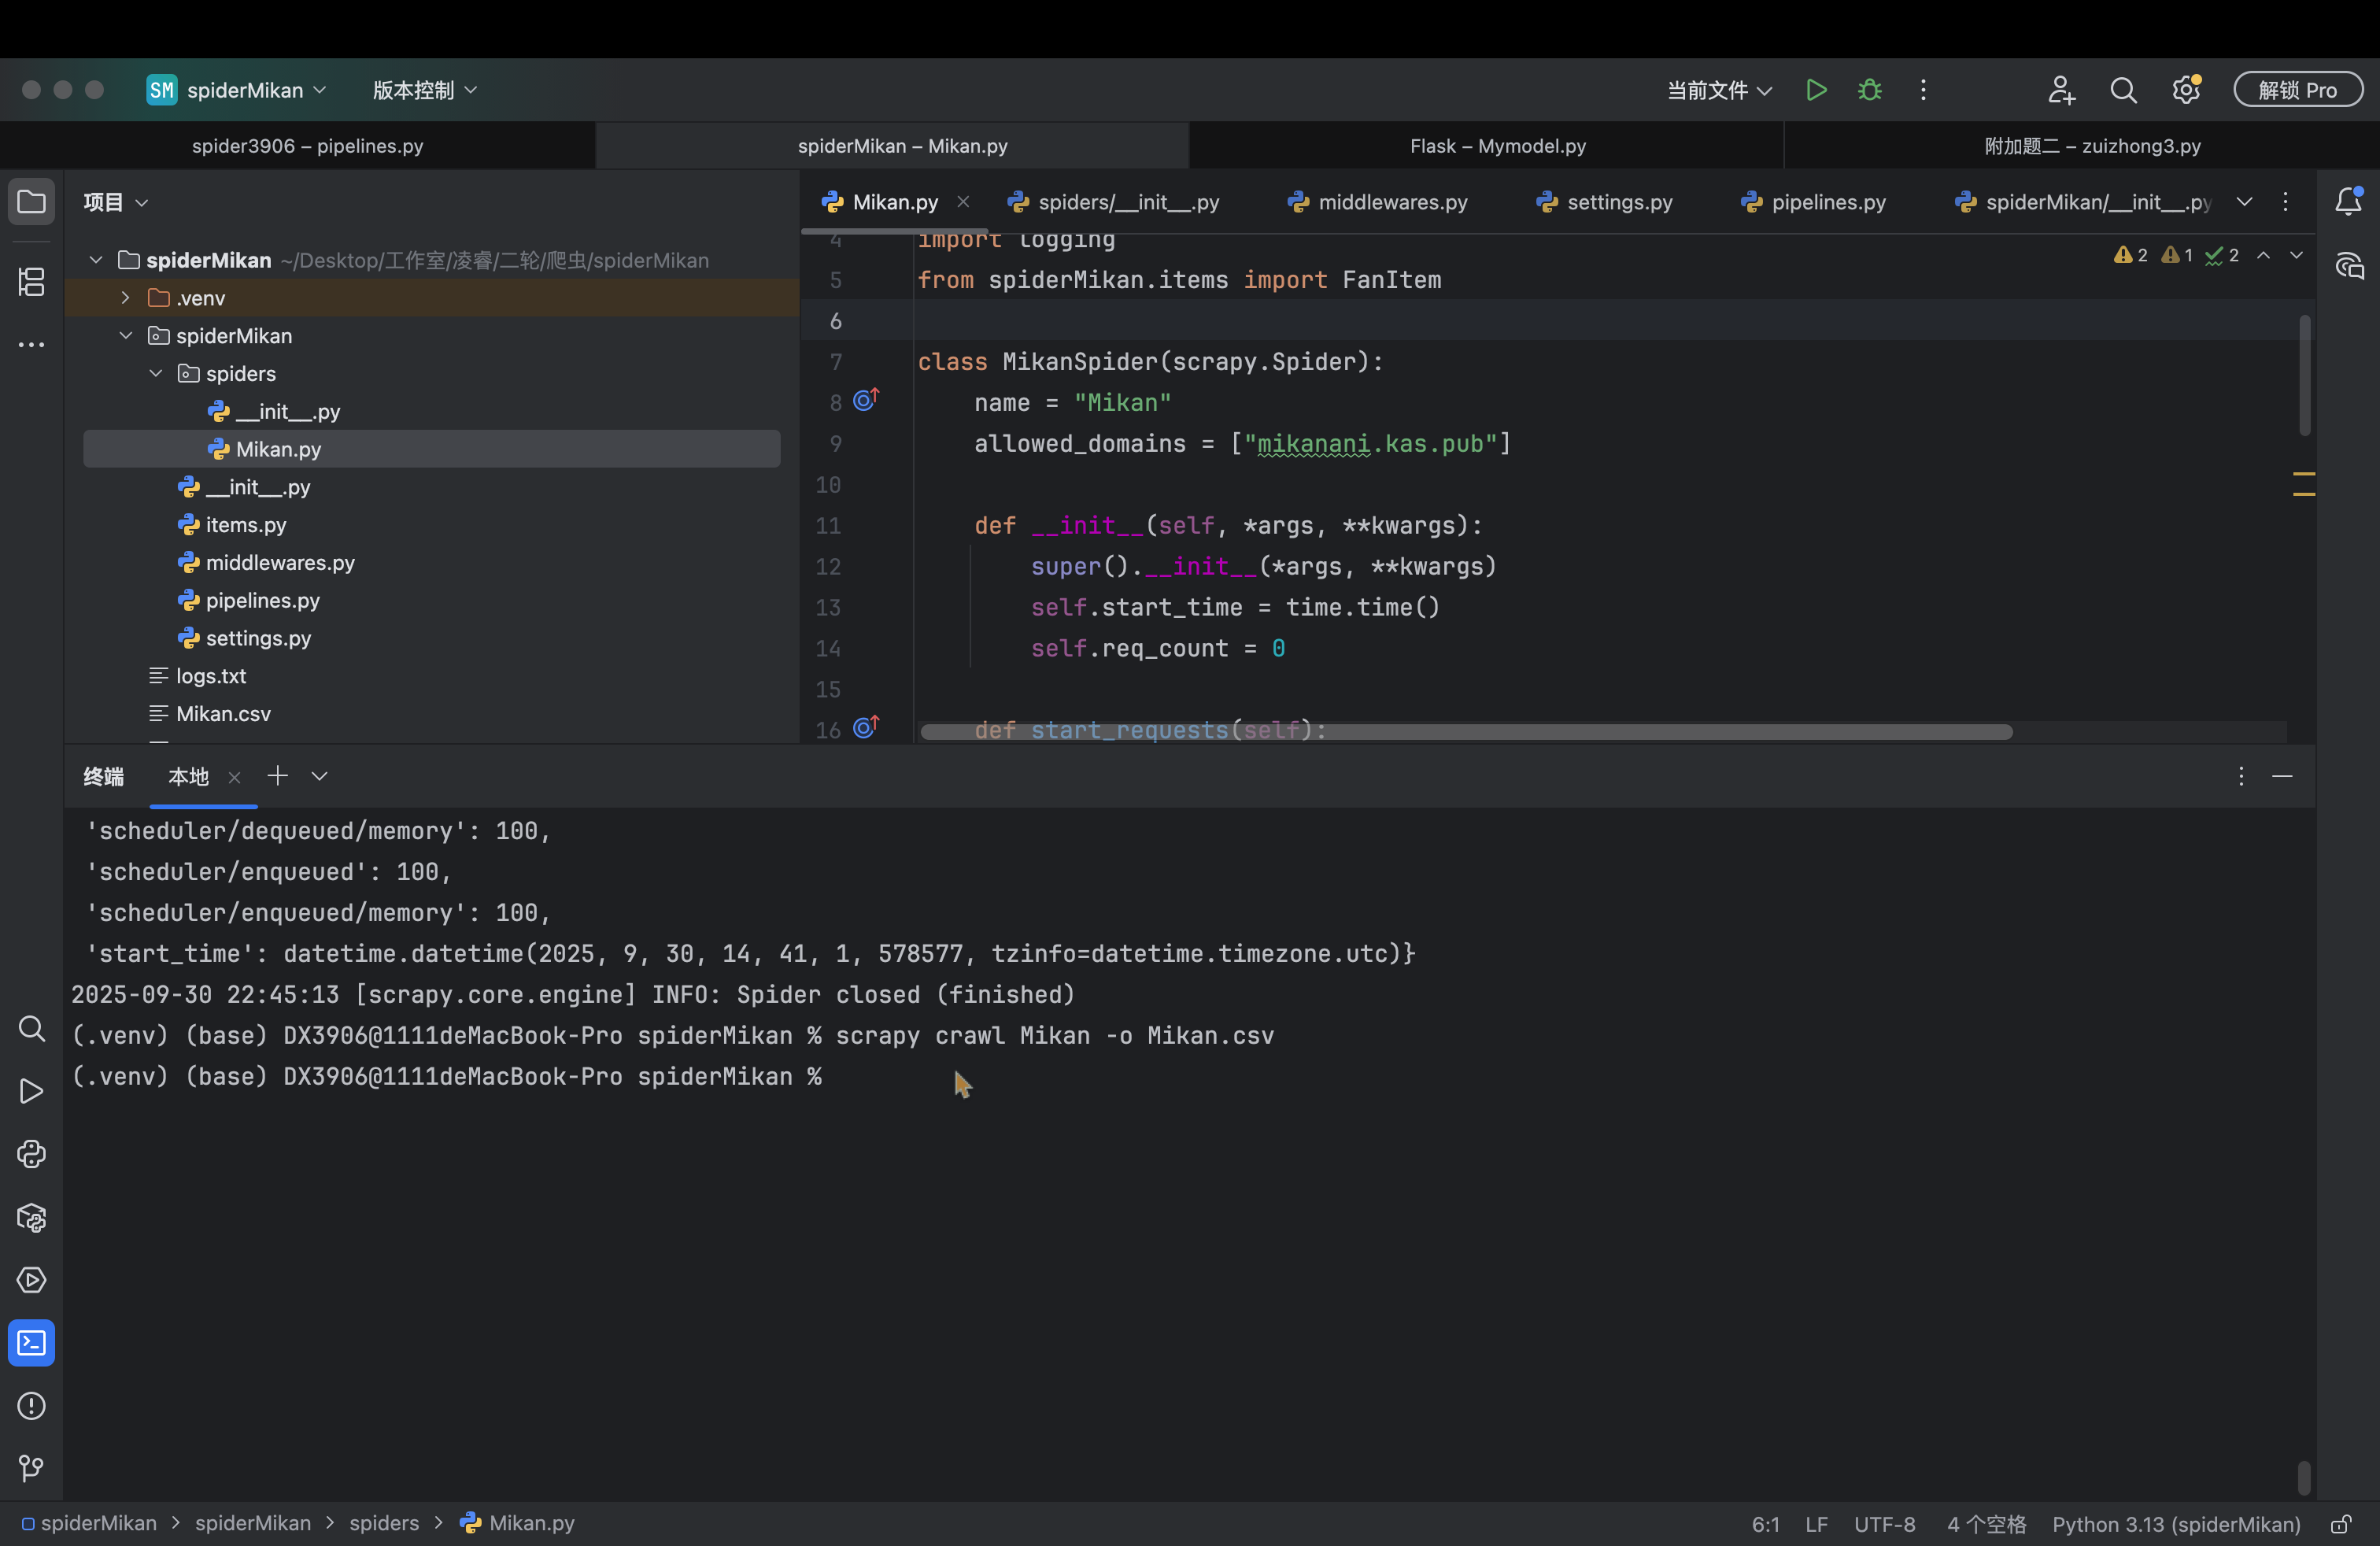 SM spiderMikan 版本控制 当前文件 解锁 Pro
spider3906 – pipelines.py spiderMikan – Mikan.py Flask – Mymodel.py 附加题二 – zuizhong3.py
项目
Mikan.py spiders/__init__.py middlewares.py settings.py pipelines.py spiderMikan/__init__.py
spiderMikan ~/Desktop/工作室/凌睿/二轮/爬虫/spiderMikan
.venv
spiderMikan
spiders
__init__.py
Mikan.py
__init__.py
items.py
middlewares.py
pipelines.py
settings.py
logs.txt
Mikan.csv
2 1 2
4 import logging
5 from spiderMikan.items import FanItem
6
7 class MikanSpider(scrapy.Spider):
8 name = "Mikan"
9 allowed_domains = ["mikanani.kas.pub"]
10
11 def __init__(self, *args, **kwargs):
12 super().__init__(*args, **kwargs)
13 self.start_time = time.time()
14 self.req_count = 0
15
16 def start_requests(self):
终端 本地
'scheduler/dequeued/memory': 100,
'scheduler/enqueued': 100,
'scheduler/enqueued/memory': 100,
'start_time': datetime.datetime(2025, 9, 30, 14, 41, 1, 578577, tzinfo=datetime.timezone.utc)}
2025-09-30 22:45:13 [scrapy.core.engine] INFO: Spider closed (finished)
(.venv) (base) DX3906@1111deMacBook-Pro spiderMikan % scrapy crawl Mikan -o Mikan.csv
(.venv) (base) DX3906@1111deMacBook-Pro spiderMikan %
spiderMikan > spiderMikan > spiders > Mikan.py
6:1 LF UTF-8 4 个空格 Python 3.13 (spiderMikan)